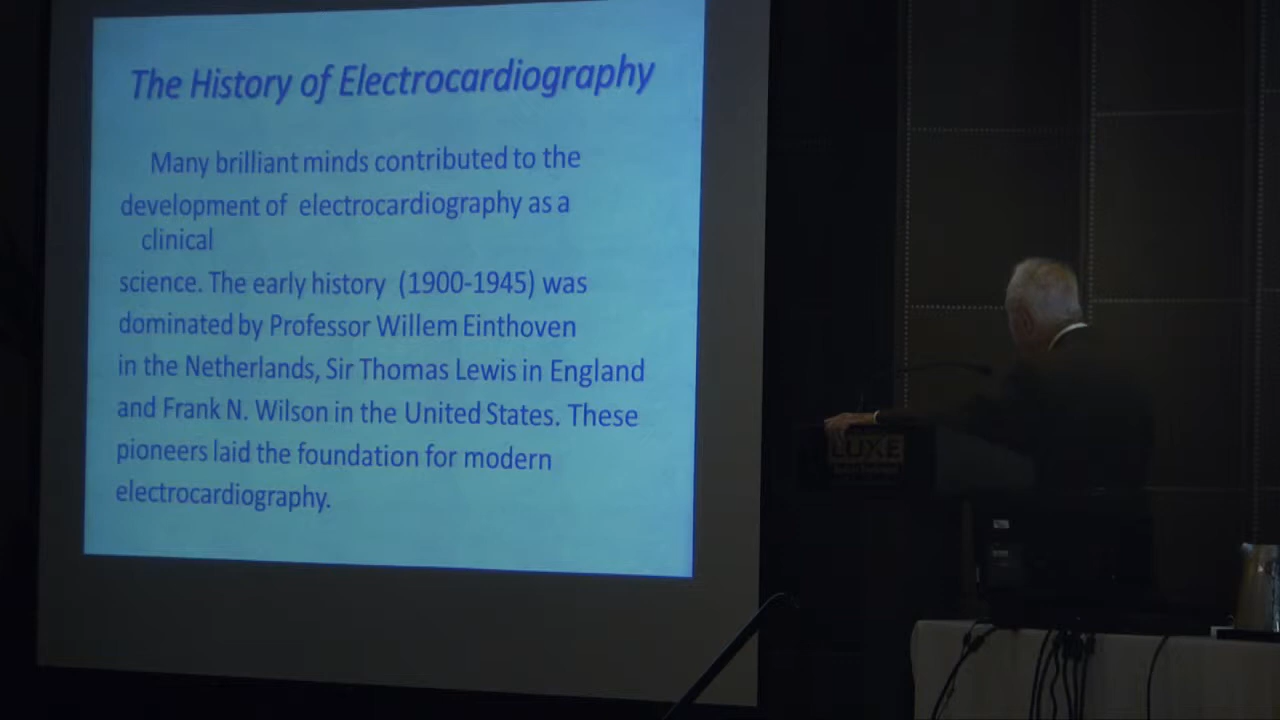 The History of Electrocardiography
Many brilliant minds contributed to the
development of electrocardiography as a
clinical
science. The early history (1900-1945) was
dominated by Professor Willem Einthoven
in the Netherlands, Sir Thomas Lewis in England
and Frank N. Wilson in the United States. These
pioneers laid the foundation for modern
electrocardiography.
LUXE